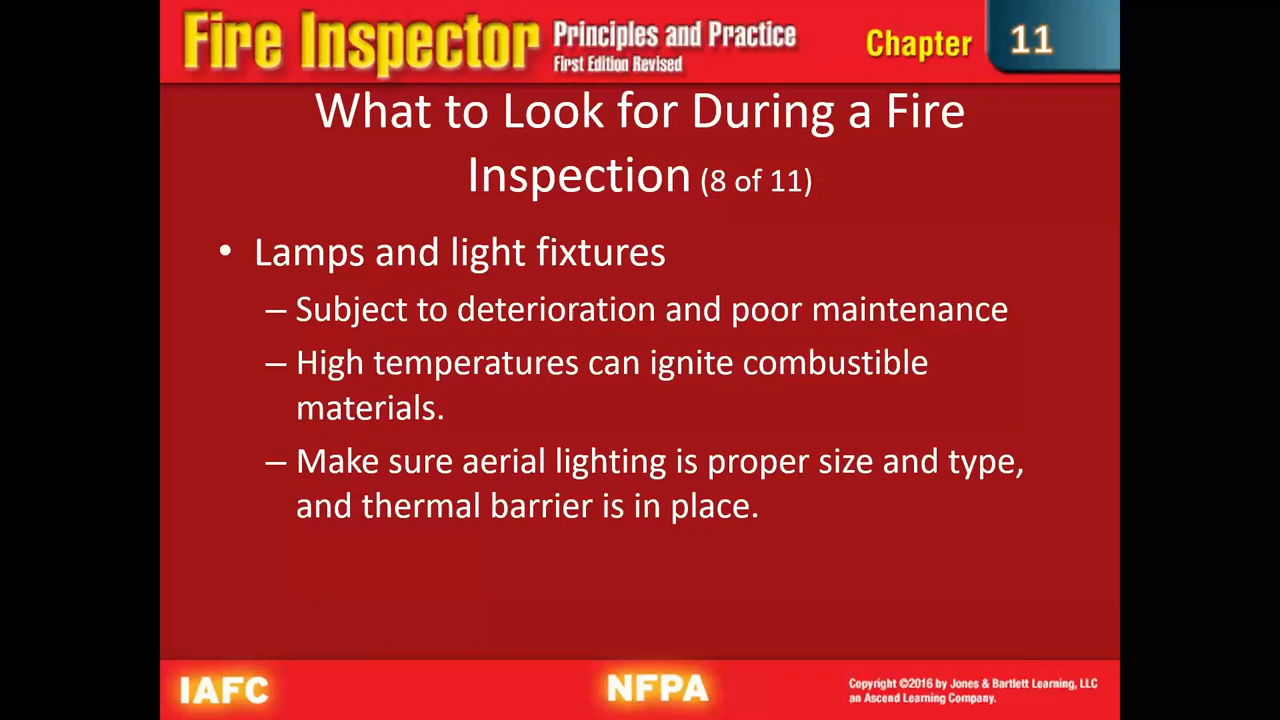 Fire Inspector Principles and Practice
First Edition Revised
Chapter 11
What to Look for During a Fire
Inspection (8 of 11)
• Lamps and light fixtures
– Subject to deterioration and poor maintenance
– High temperatures can ignite combustible
materials.
– Make sure aerial lighting is proper size and type,
and thermal barrier is in place.
IAFC
NFPA
Copyright ©2016 by Jones & Bartlett Learning, LLC
an Ascend Learning Company.